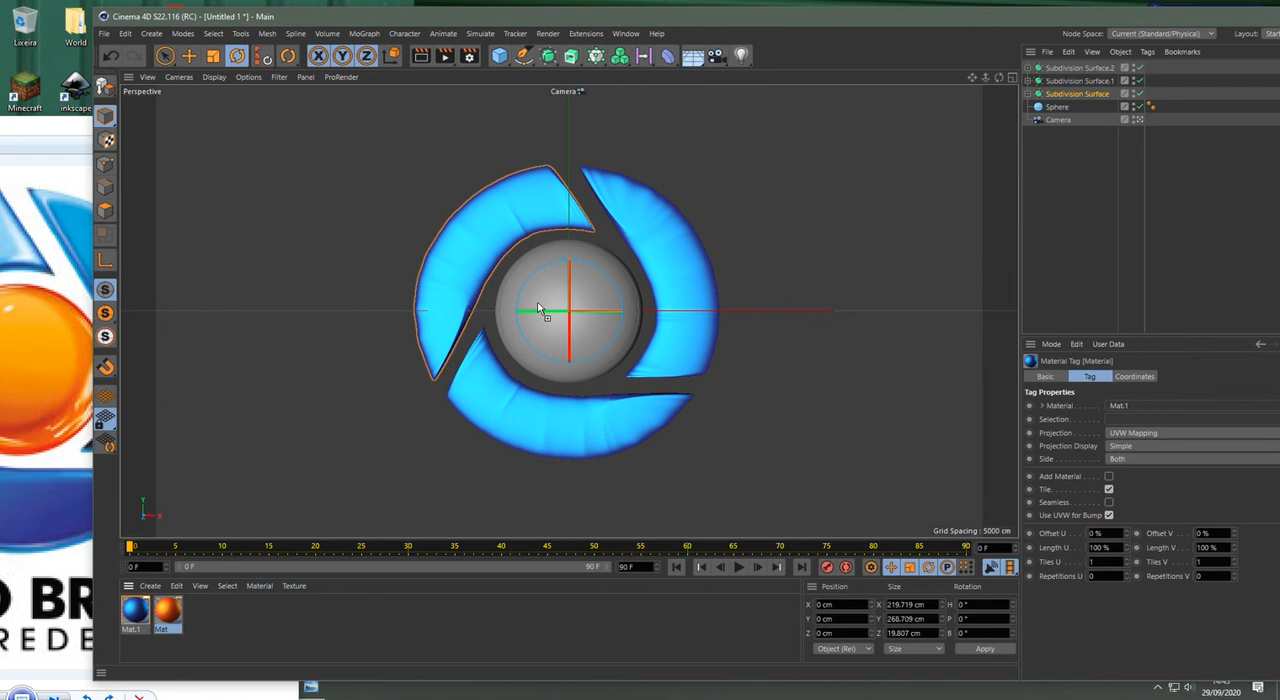 Lixeira
World
Minecraft
inkscape
Cinema 4D S22.116 (RC) - [Untitled 1 *] - Main
File Edit Create Modes Select Tools Mesh Spline Volume MoGraph Character Animate Simulate Tracker Render Extensions Window Help
Node Space: Current (Standard/Physical) Layout:
X Y Z
View Cameras Display Options Filter Panel ProRender
Perspective
Camera
File Edit View Object Tags Bookmarks
Subdivision Surface.2
Subdivision Surface.1
Subdivision Surface
Sphere
Camera
Y
X
Grid Spacing : 5000 cm
Mode Edit User Data
Material Tag [Material]
Basic Tag Coordinates
Tag Properties
Material Mat.1
Selection
Projection UVW Mapping
Projection Display Simple
Side Both
Add Material
Tile
Seamless
Use UVW for Bump
Offset U 0 % Offset V 0 %
Length U 100 % Length V 100 %
Tiles U 1 Tiles V 1
Repetitions U 0 Repetitions V 0
0 5 10 15 20 25 30 35 40 45 50 55 60 65 70 75 80 85 90 0 F
0 F 0 F 90 F 90 F
Create Edit View Select Material Texture
Mat.1 Mat
Position Size Rotation
X 0 cm X 219.719 cm H 0 °
Y 0 cm Y 268.709 cm P 0 °
Z 0 cm Z 19.807 cm B 0 °
Object (Rel) Size Apply
O BR
REDE
29/09/2020